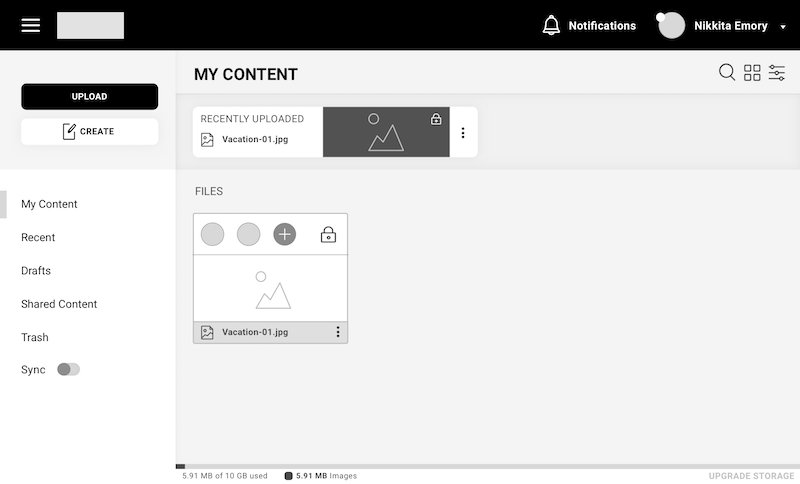 Notifications
Nikkita Emory
UPLOAD
CREATE
My Content
Recent
Drafts
Shared Content
Trash
Sync
MY CONTENT
RECENTLY UPLOADED
Vacation-01.jpg
FILES
Vacation-01.jpg
5.91 MB of 10 GB used
5.91 MB Images
UPGRADE STORAGE